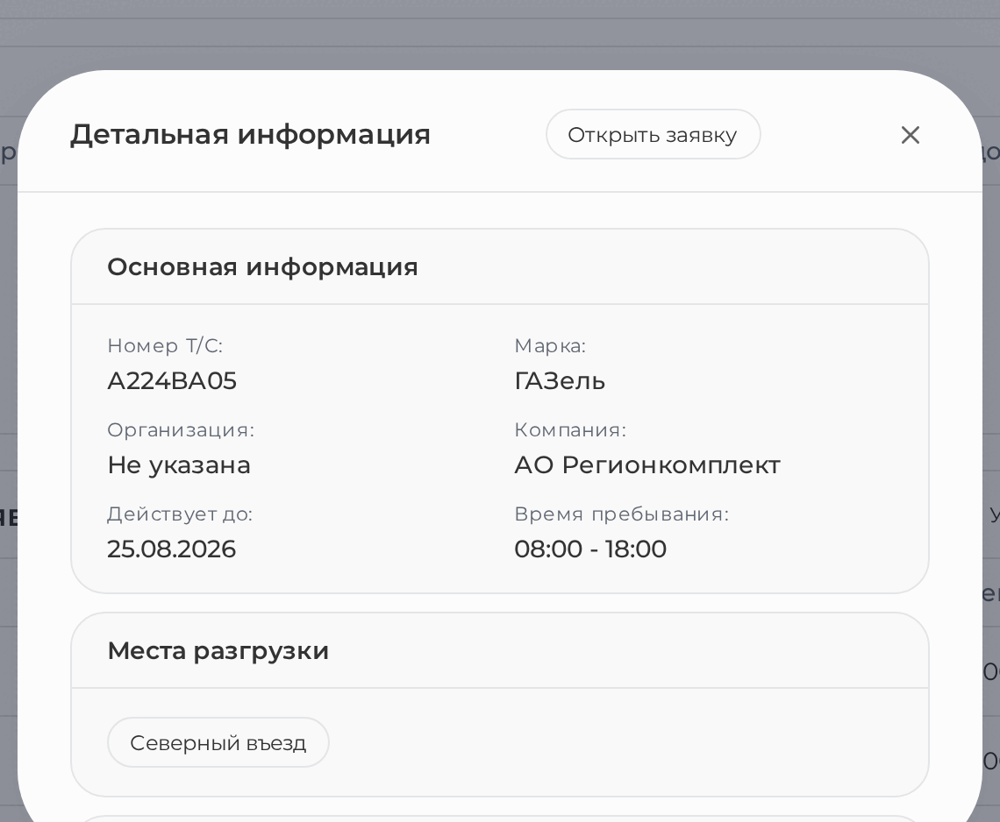 Детальная информация
Открыть заявку
Основная информация
Номер Т/С:
А224ВА05
Марка:
ГАЗель
Организация:
Не указана
Компания:
АО Регионкомплект
Действует до:
25.08.2026
Время пребывания:
08:00 - 18:00
Места разгрузки
Северный въезд